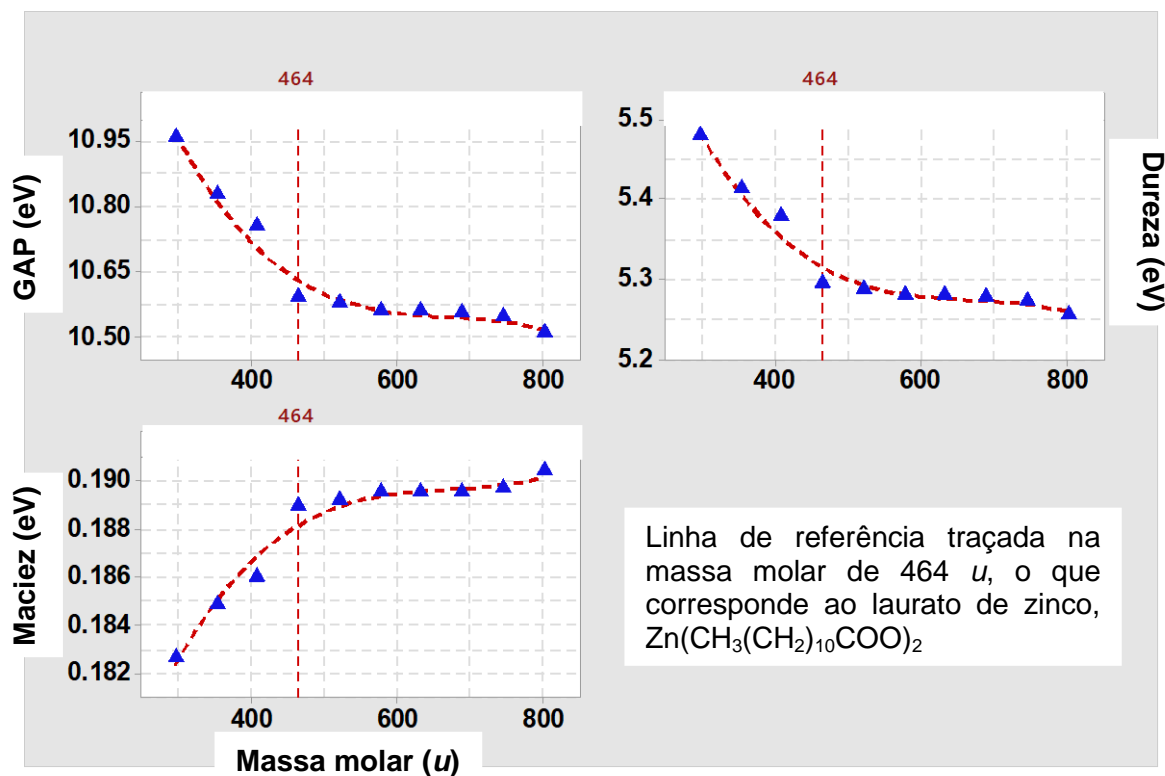 464
10.95
10.80
10.65
10.50
GAP (eV)
400 600 800
464
5.5
5.4
5.3
5.2
Dureza (eV)
400 600 800
464
0.190
0.188
0.186
0.184
0.182
Maciez (eV)
400 600 800
Massa molar (u)
Linha de referência traçada na
massa molar de 464 u, o que
corresponde ao laurato de zinco,
Zn(CH₃(CH₂)₁₀COO)₂